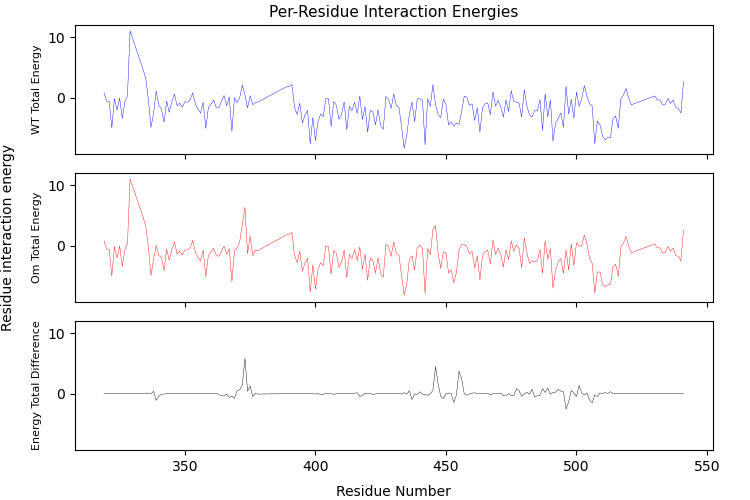 Per-Residue Interaction Energies
Residue interaction energy
WT Total Energy
10
0
Om Total Energy
10
0
Energy Total Difference
10
0
350
400
450
500
550
Residue Number